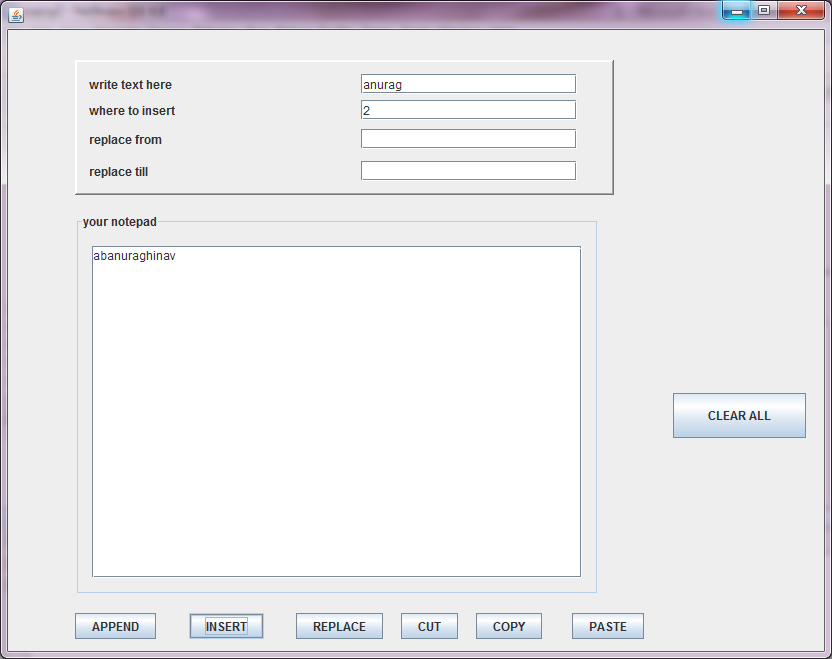 write text here anurag
where to insert 2
replace from
replace till
your notepad
abanuraghinav
CLEAR ALL
APPEND INSERT REPLACE CUT COPY PASTE